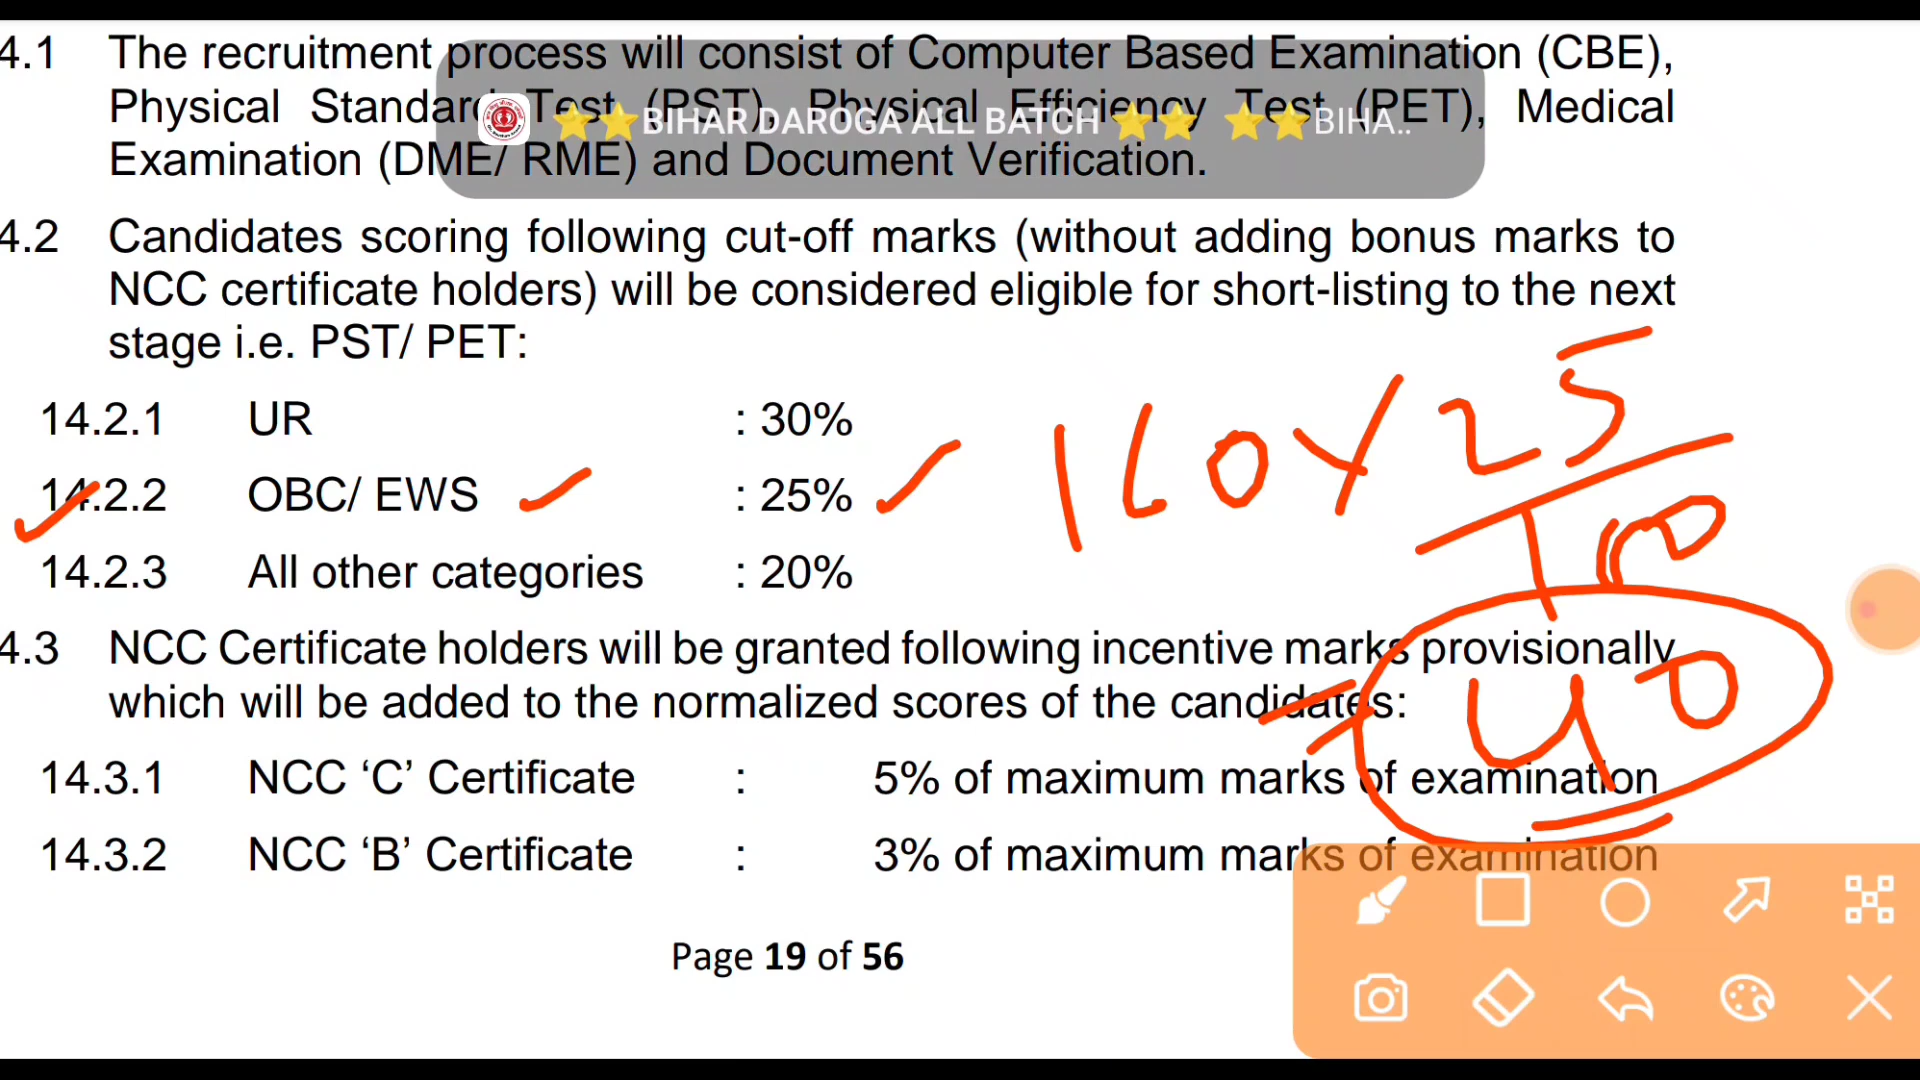 4.1 The recruitment process will consist of Computer Based Examination (CBE),
Physical Standard Test (PST), Physical Efficiency Test (PET), Medical
⭐⭐BIHAR DAROGA ALL BATCH⭐⭐ ⭐⭐BIHA..
Examination (DME/ RME) and Document Verification.
4.2 Candidates scoring following cut-off marks (without adding bonus marks to
NCC certificate holders) will be considered eligible for short-listing to the next
stage i.e. PST/ PET:
14.2.1 UR : 30%
14.2.2 OBC/ EWS : 25%
160 x 25
100
14.2.3 All other categories : 20%
4.3 NCC Certificate holders will be granted following incentive marks provisionally
which will be added to the normalized scores of the candidates:
= 40
14.3.1 NCC ‘C’ Certificate : 5% of maximum marks of examination
14.3.2 NCC ‘B’ Certificate : 3% of maximum marks of examination
Page 19 of 56